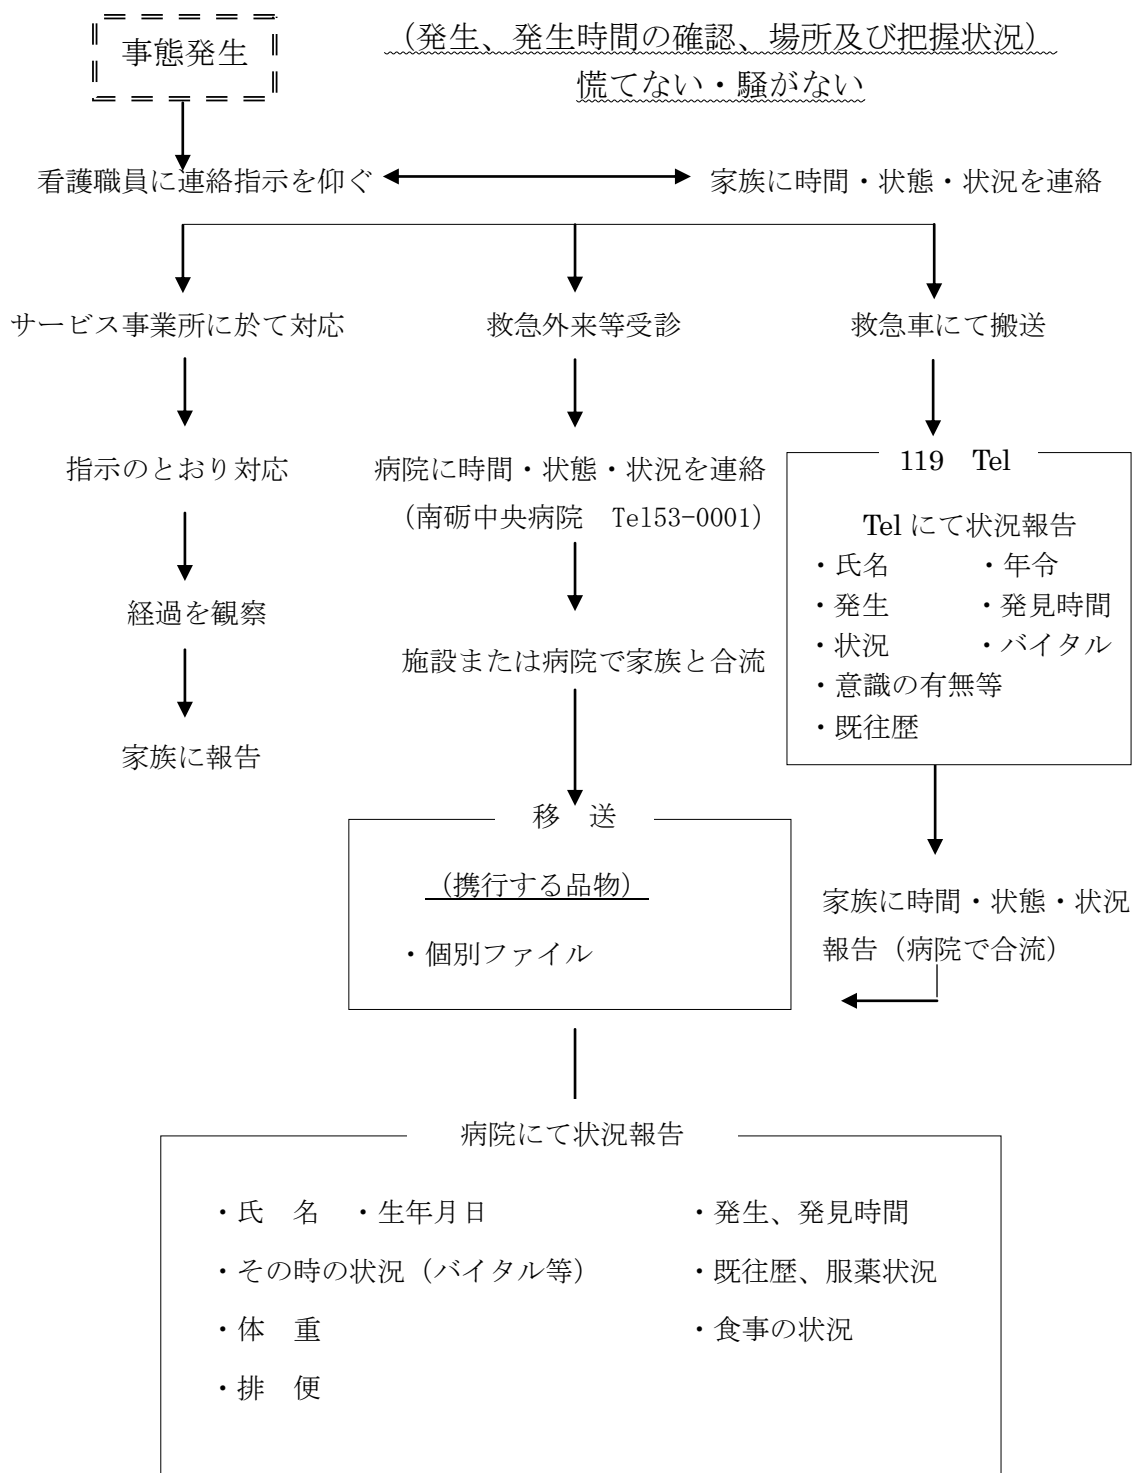 事態発生
(発生、発生時間の確認、場所及び把握状況)
慌てない・騒がない
看護職員に連絡指示を仰ぐ
家族に時間・状態・状況を連絡
サービス事業所に於て対応
救急外来等受診
救急車にて搬送
指示のとおり対応
病院に時間・状態・状況を連絡
(南砺中央病院　Tel53-0001)
119　Tel
Tel にて状況報告
・氏名　・年令
・発生　・発見時間
・状況　・バイタル
・意識の有無等
・既往歴
経過を観察
施設または病院で家族と合流
家族に報告
移　送
(携行する品物)
・個別ファイル
家族に時間・状態・状況
報告（病院で合流）
病院にて状況報告
・氏　名　・生年月日　・発生、発見時間
・その時の状況（バイタル等）　・既往歴、服薬状況
・体　重　・食事の状況
・排　便